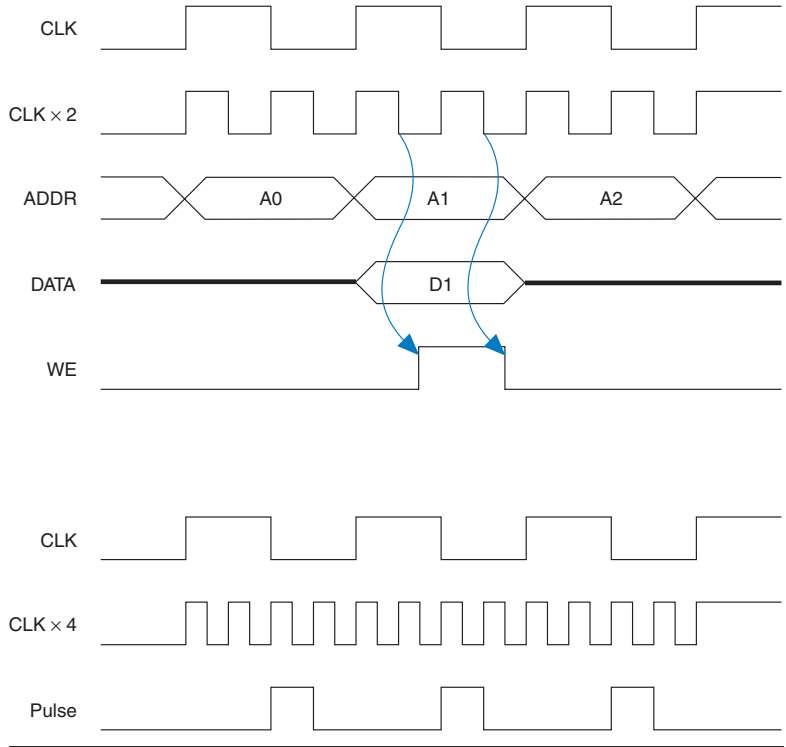 CLK
CLK × 2
ADDR A0 A1 A2
DATA D1
WE
CLK
CLK × 4
Pulse